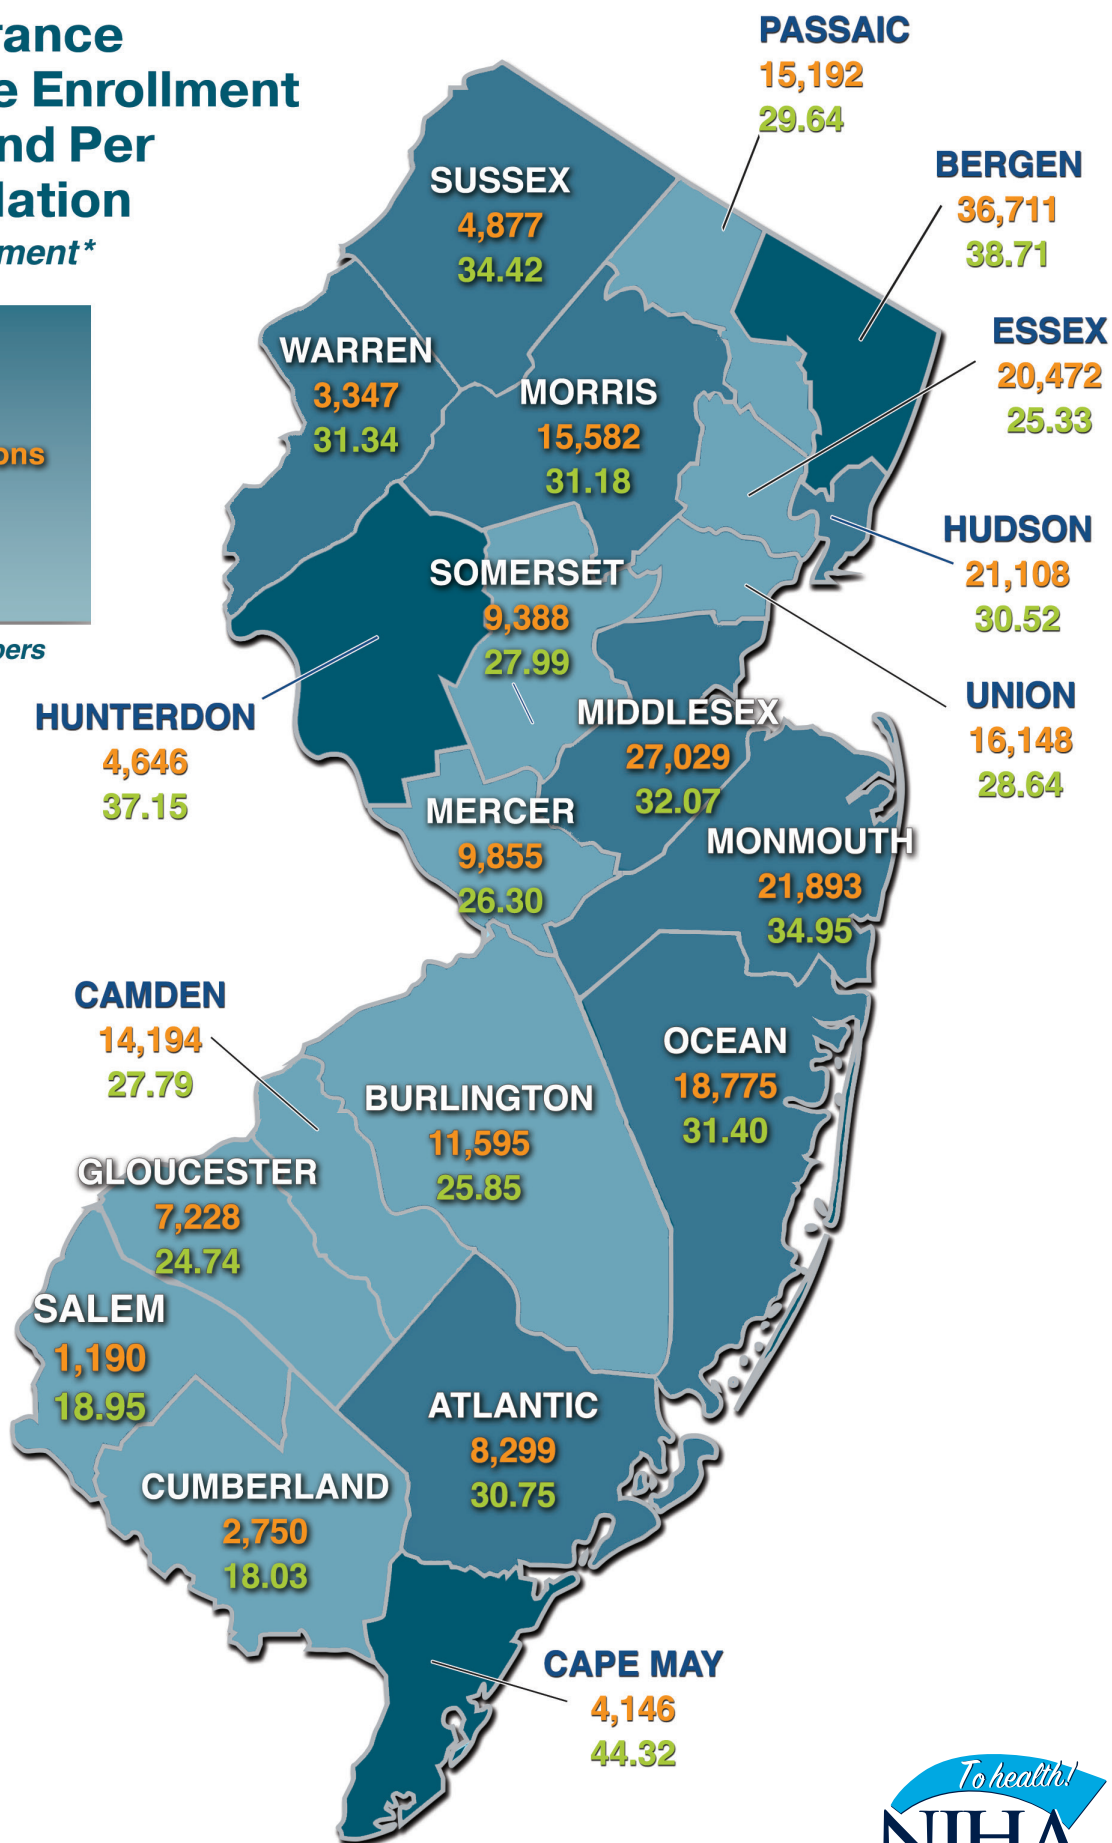 rance
e Enrollment
nd Per
lation
ment*
ons
bers
PASSAIC
15,192
29.64
BERGEN
36,711
38.71
SUSSEX
4,877
34.42
ESSEX
20,472
25.33
WARREN
3,347
31.34
MORRIS
15,582
31.18
HUDSON
21,108
30.52
SOMERSET
9,388
27.99
UNION
16,148
28.64
HUNTERDON
4,646
37.15
MIDDLESEX
27,029
32.07
MERCER
9,855
26.30
MONMOUTH
21,893
34.95
CAMDEN
14,194
27.79
OCEAN
18,775
31.40
BURLINGTON
11,595
25.85
GLOUCESTER
7,228
24.74
SALEM
1,190
18.95
ATLANTIC
8,299
30.75
CUMBERLAND
2,750
18.03
CAPE MAY
4,146
44.32
To health!
NJHA